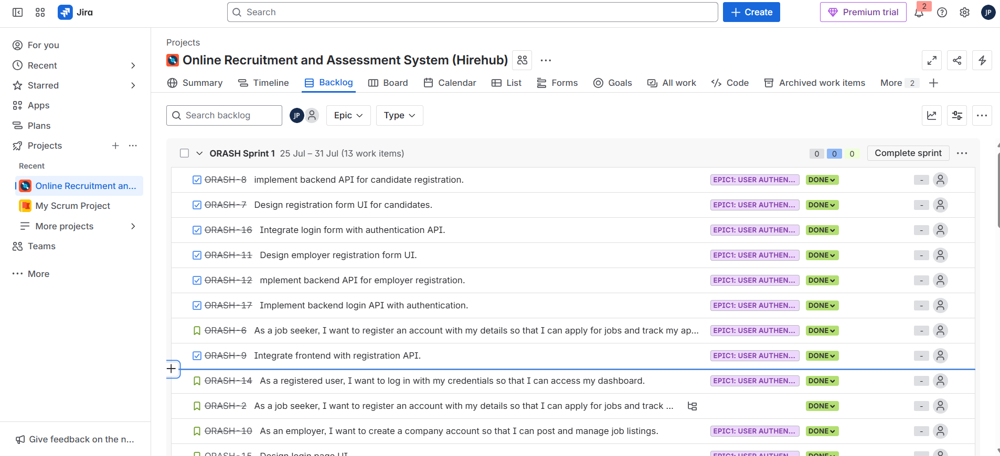 Jira
Search
Create
Premium trial
2
JP
For you
Recent
Starred
Apps
Plans
Projects
Recent
Online Recruitment an...
My Scrum Project
More projects
Teams
More
Give feedback on the n...
Projects
Online Recruitment and Assessment System (Hirehub)
Summary Timeline Backlog Board Calendar List Forms Goals All work Code Archived work items More 2
Search backlog JP Epic Type
ORASH Sprint 1 25 Jul – 31 Jul (13 work items) 0 0 0 Complete sprint
ORASH-8 implement backend API for candidate registration. EPIC1: USER AUTHEN... DONE -
ORASH-7 Design registration form UI for candidates. EPIC1: USER AUTHEN... DONE -
ORASH-16 Integrate login form with authentication API. EPIC1: USER AUTHEN... DONE -
ORASH-11 Design employer registration form UI. EPIC1: USER AUTHEN... DONE -
ORASH-12 mplement backend API for employer registration. EPIC1: USER AUTHEN... DONE -
ORASH-17 Implement backend login API with authentication. EPIC1: USER AUTHEN... DONE -
ORASH-6 As a job seeker, I want to register an account with my details so that I can apply for jobs and track my ap... EPIC1: USER AUTHEN... DONE -
ORASH-9 Integrate frontend with registration API. EPIC1: USER AUTHEN... DONE -
ORASH-14 As a registered user, I want to log in with my credentials so that I can access my dashboard. EPIC1: USER AUTHEN... DONE -
ORASH-2 As a job seeker, I want to register an account with my details so that I can apply for jobs and track ... DONE -
ORASH-10 As an employer, I want to create a company account so that I can post and manage job listings. EPIC1: USER AUTHEN... DONE -
ORASH-15 Design login page UI EPIC1: USER AUTHEN... DONE